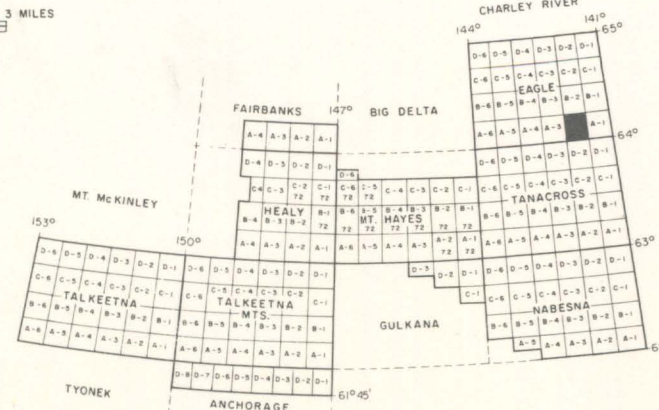 3 MILES
CHARLEY RIVER
144° 141°
65°
D-6 D-5 D-4 D-3 D-2 D-1
C-6 C-5 C-4 C-3 C-2 C-1
EAGLE
B-6 B-5 B-4 B-3 B-2 B-1
A-6 A-5 A-4 A-3 A-1
64°
FAIRBANKS 147° BIG DELTA
A-4 A-3 A-2 A-1
D-4 D-3 D-2 D-1
D-6
C4 C-3 C-2 72 C-1 72 C-6 72 C-5 72 C-4 C-3 C-2 C-1
HEALY
B-4 B-3 B-2 B-1 72
MT. HAYES
B-6 72 B-5 72 B-4 72 B-3 72 B-2 72 B-1 72
A-4 A-3 A-2 A-1 A-6 A-5 A-4 A-3 A-2 72 A-1 72
D-6 D-5 D-4 D-3 D-2 D-1
C-6 C-5 C-4 C-3 C-2 C-1
TANACROSS
B-6 B-5 B-4 B-3 B-2 B-1
A-6 A-5 A-4 A-3 A-2 A-1
63°
MT. McKINLEY
153° 150°
D-6 D-5 D-4 D-3 D-2 D-1
C-6 C-5 C-4 C-3 C-2 C-1
TALKEETNA
B-6 B-5 B-4 B-3 B-2 B-1
A-6 A-5 A-4 A-3 A-2 A-1
D-6 D-5 D-4 D-3 D-2 D-1
C-6 C-5 C-4 C-3 C-2 C-1
TALKEETNA
MTS.
B-6 B-5 B-4 B-3 B-2 B-1
A-6 A-5 A-4 A-3 A-2 A-1
D-3 D-2 D-1
C-1
GULKANA
D-6 D-5 D-4 D-3 D-2 D-1
C-6 C-5 C-4 C-3 C-2 C-1
NABESNA
B-6 B-5 B-4 B-3 B-2 B-1
A-5 A-4 A-3 A-2 A-1
D-8 D-7 D-6 D-5 D-4 D-3 D-2 D-1
61°45'
TYONEK
ANCHORAGE